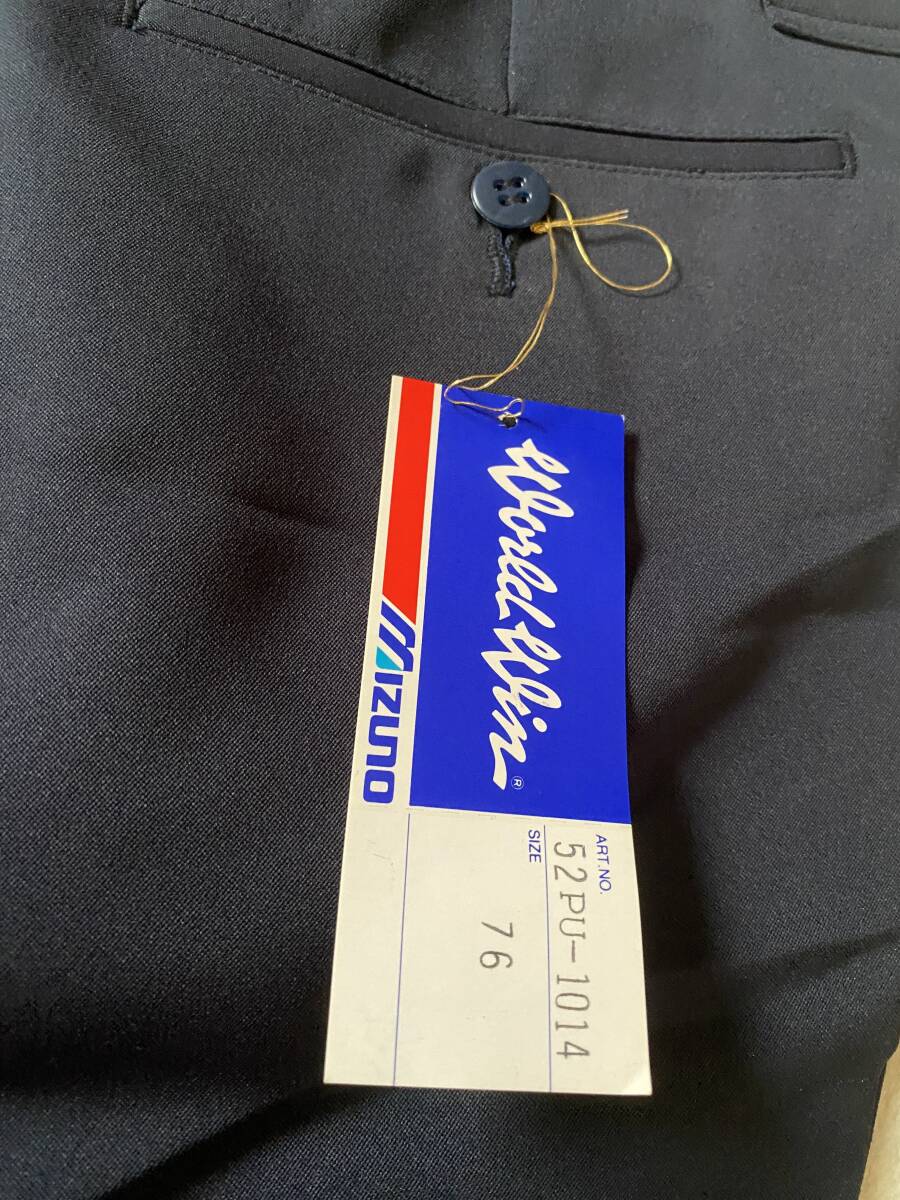 World Win®
MIZUNO
ART.NO.
52PU-1014
SIZE
76